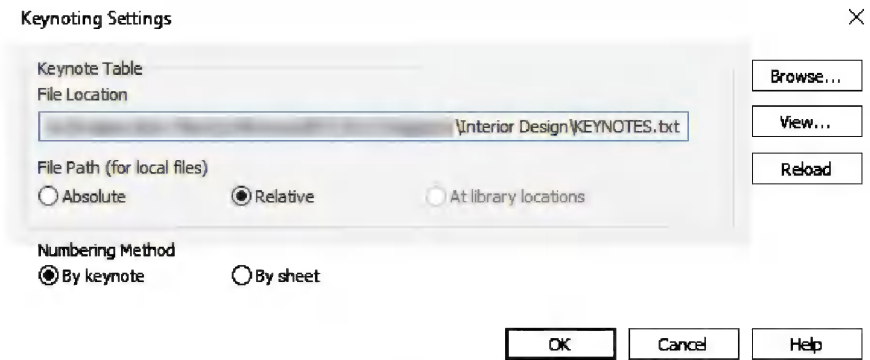 Keynoting Settings
Keynote Table
File Location
\Interior Design\KEYNOTES.txt
Browse...
View...
Reload
File Path (for local files)
Absolute Relative At library locations
Numbering Method
By keynote By sheet
OK Cancel Help